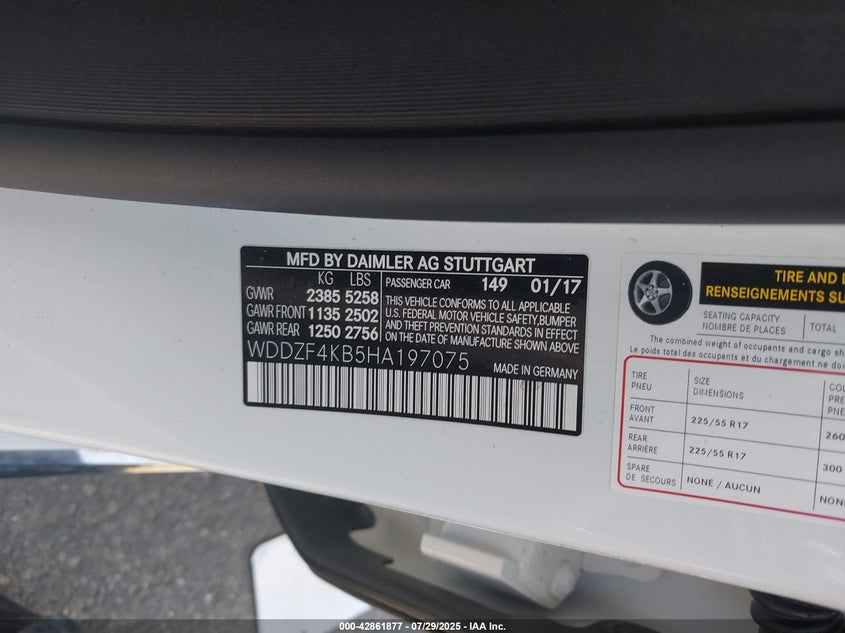 MFD BY DAIMLER AG STUTTGART
KG LBS
GVWR 2385 5258
GAWR FRONT 1135 2502
GAWR REAR 1250 2756
PASSENGER CAR 149 01/17
THIS VEHICLE CONFORMS TO ALL APPLICABLE
U.S. FEDERAL MOTOR VEHICLE SAFETY, BUMPER
AND THEFT PREVENTION STANDARDS IN EFFECT
ON THE DATE OF MANUFACTURE SHOWN ABOVE
WDDZF4KB5HA197075
MADE IN GERMANY
TIRE AND
RENSEIGNEMENTS SU
SEATING CAPACITY
NOMBRE DE PLACES
TOTAL
The combined weight of occupants and cargo sh
Le poids total des occupants et du chargement ne do
TIRE
PNEU
SIZE
DIMENSIONS
FRONT
AVANT
225/55 R17
260
REAR
ARRIÈRE
225/55 R17
300
SPARE
DE SECOURS
NONE / AUCUN
NON
000-42861877 | 07/29/2025 - IAA Inc.